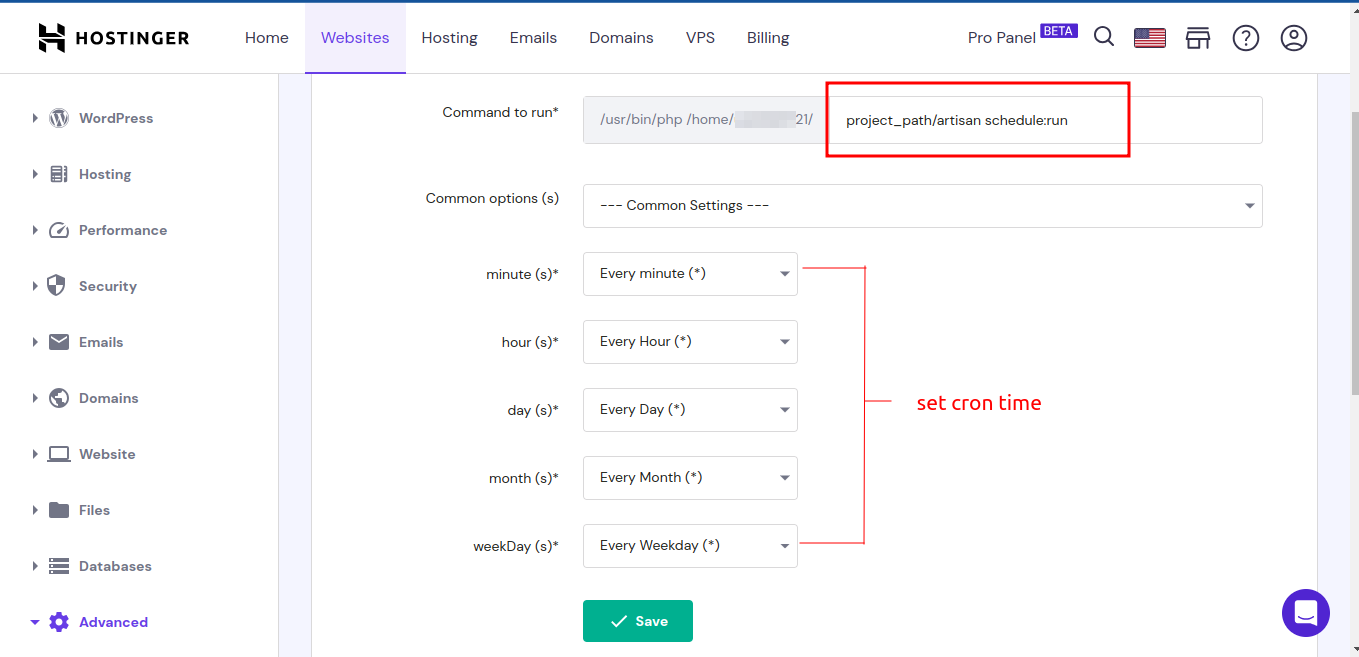 HOSTINGER
Home Websites Hosting Emails Domains VPS Billing Pro Panel BETA
WordPress
Hosting
Performance
Security
Emails
Domains
Website
Files
Databases
Advanced
Command to run* /usr/bin/php /home/ 21/ project_path/artisan schedule:run
Common options (s) --- Common Settings ---
minute (s)* Every minute (*)
hour (s)* Every Hour (*)
day (s)* Every Day (*)
month (s)* Every Month (*)
weekDay (s)* Every Weekday (*)
set cron time
Save